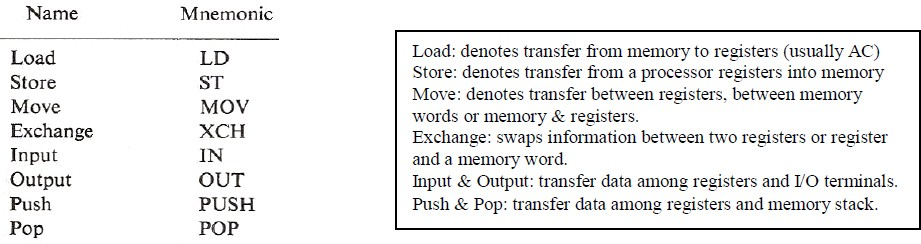 Name Mnemonic
Load LD
Store ST
Move MOV
Exchange XCH
Input IN
Output OUT
Push PUSH
Pop POP
Load: denotes transfer from memory to registers (usually AC)
Store: denotes transfer from a processor registers into memory
Move: denotes transfer between registers, between memory
words or memory & registers.
Exchange: swaps information between two registers or register
and a memory word.
Input & Output: transfer data among registers and I/O terminals.
Push & Pop: transfer data among registers and memory stack.